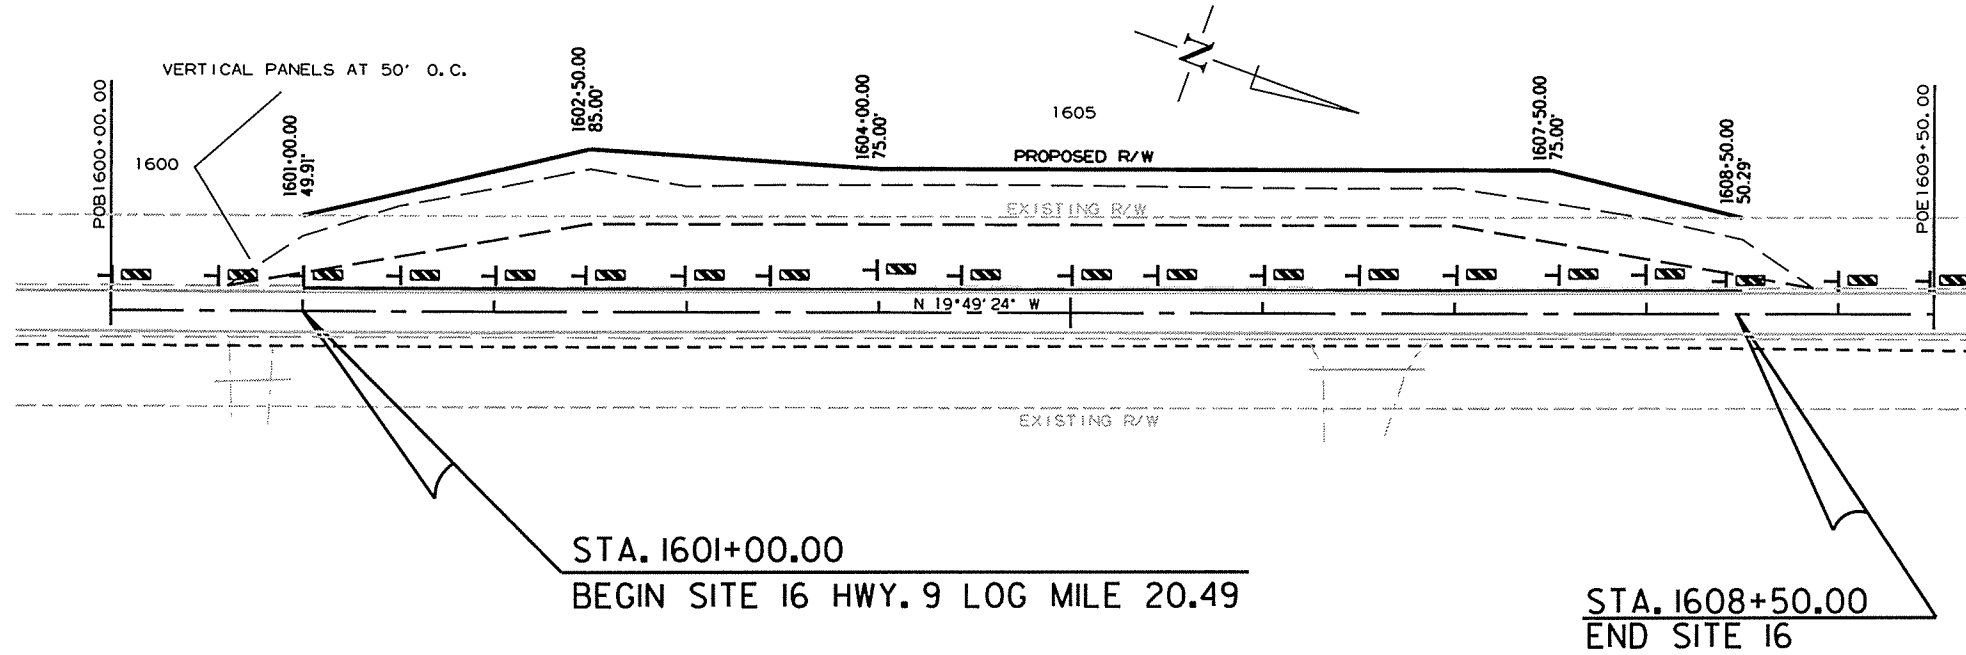 VERTICAL PANELS AT 50' O.C.
N
POB1600+00.00
1600
1601+00.00
49.91'
1602+50.00
85.00'
1604+00.00
75.00'
1605
1607+50.00
75.00'
1608+50.00
50.29'
POE1609+50.00
PROPOSED R/W
EXISTING R/W
N 19°49'24" W
EXISTING R/W
STA. 1601+00.00
BEGIN SITE 16 HWY. 9 LOG MILE 20.49
STA. 1608+50.00
END SITE 16